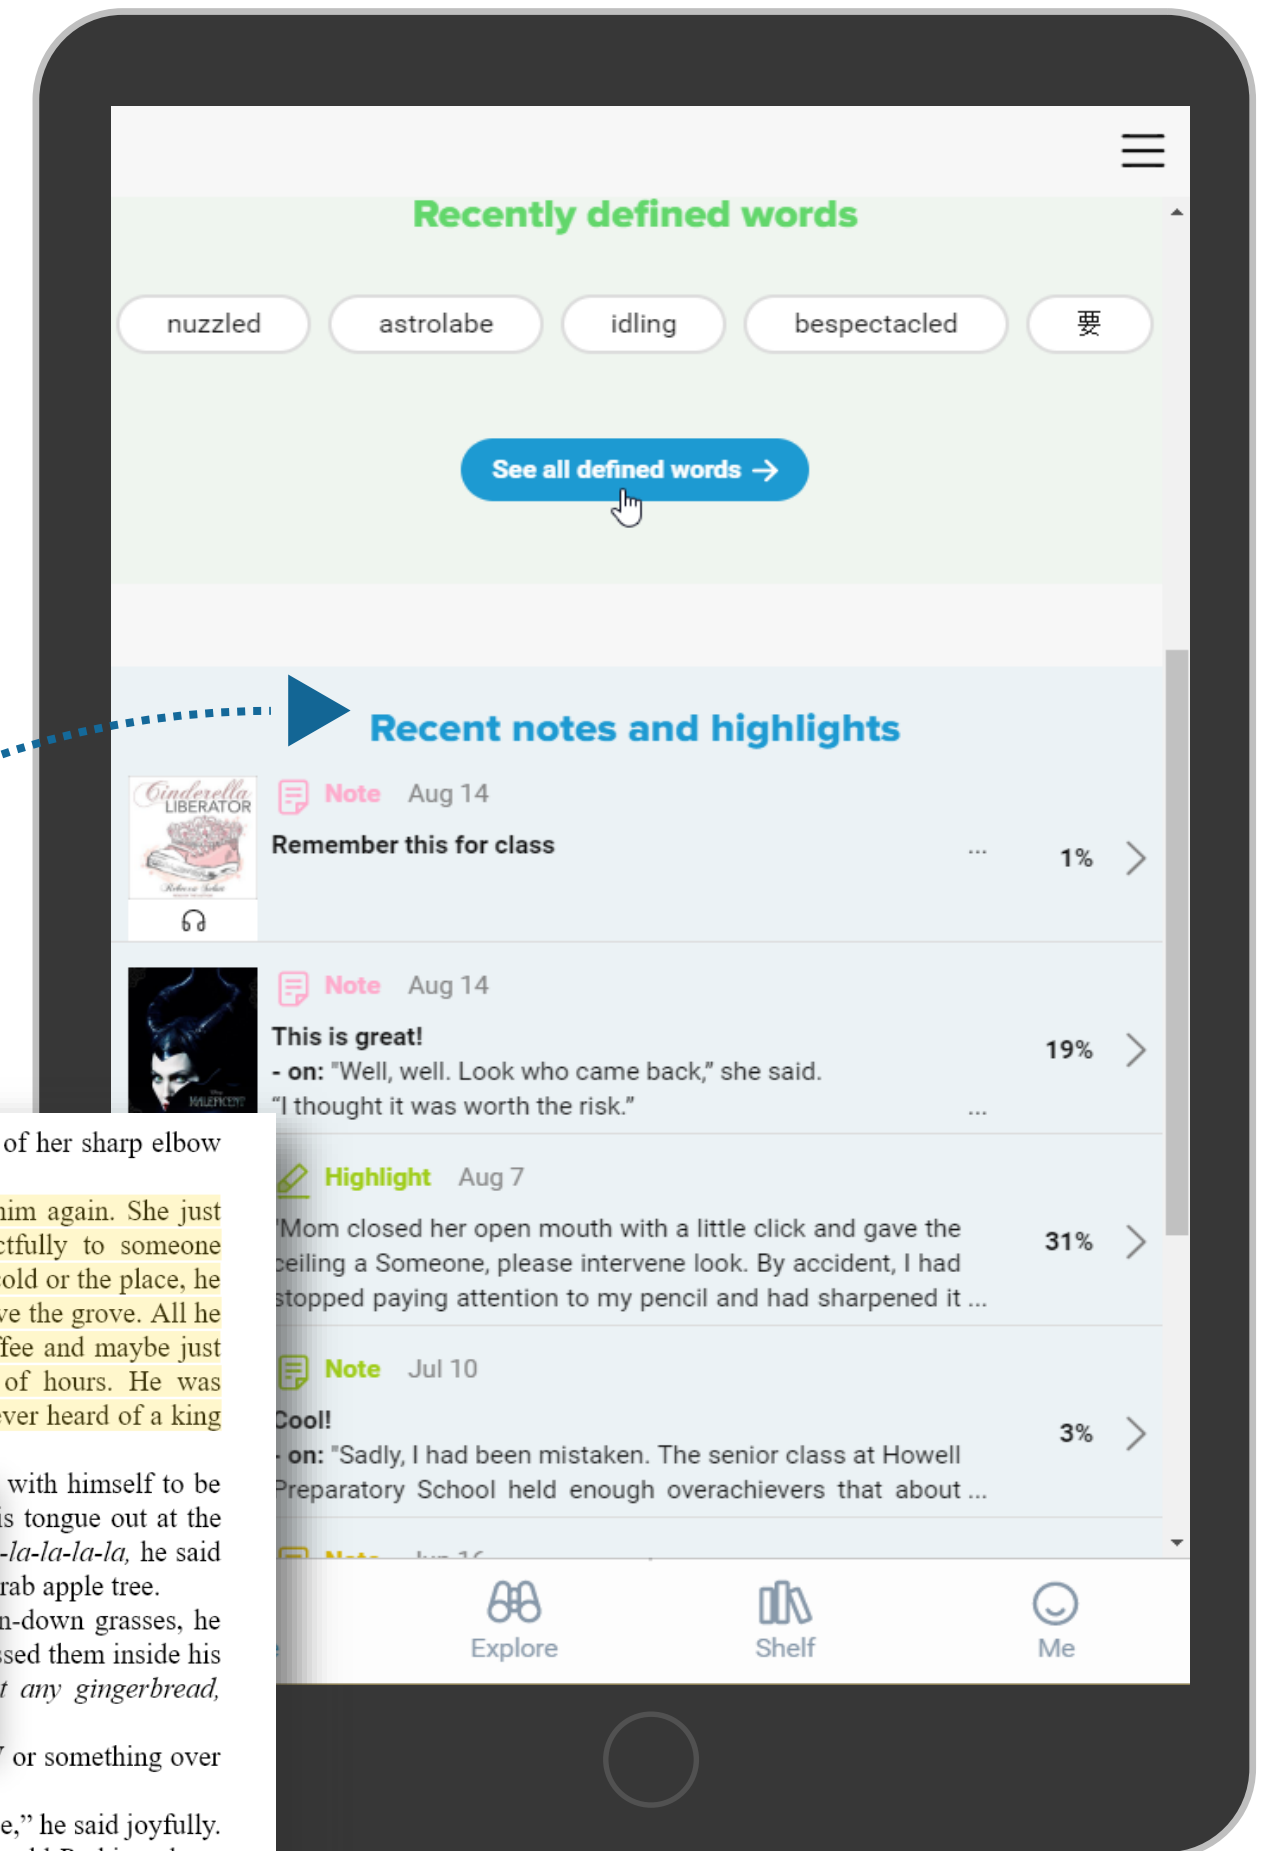 Recently defined words
nuzzled
astrolabe
idling
bespectacled
要
See all defined words →
Recent notes and highlights
Cinderella
LIBERATOR
Note Aug 14
Remember this for class
...
1%
MALEFICENT
Note Aug 14
This is great!
- on: "Well, well. Look who came back,” she said.
“I thought it was worth the risk.”
...
19%
Highlight Aug 7
"Mom closed her open mouth with a little click and gave the
ceiling a Someone, please intervene look. By accident, I had
stopped paying attention to my pencil and had sharpened it ...
31%
Note Jul 10
Cool!
- on: "Sadly, I had been mistaken. The senior class at Howell
Preparatory School held enough overachievers that about ...
3%
Note Jun 16
Explore
Shelf
Me
of her sharp elbow
him again. She just
ctfully to someone
cold or the place, he
ve the grove. All he
ffee and maybe just
of hours. He was
ever heard of a king
with himself to be
is tongue out at the
-la-la-la-la, he said
rab apple tree.
n-down grasses, he
ssed them inside his
t any gingerbread,
or something over
e,” he said joyfully.